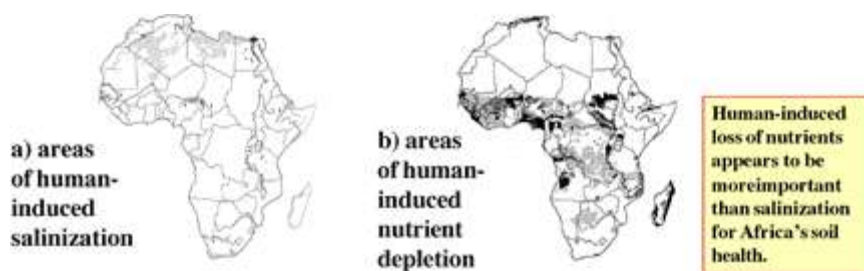 a) areas
of human-
induced
salinization
b) areas
of human-
induced
nutrient
depletion
Human-induced
loss of nutrients
appears to be
moreimportant
than salinization
for Africa's soil
health.